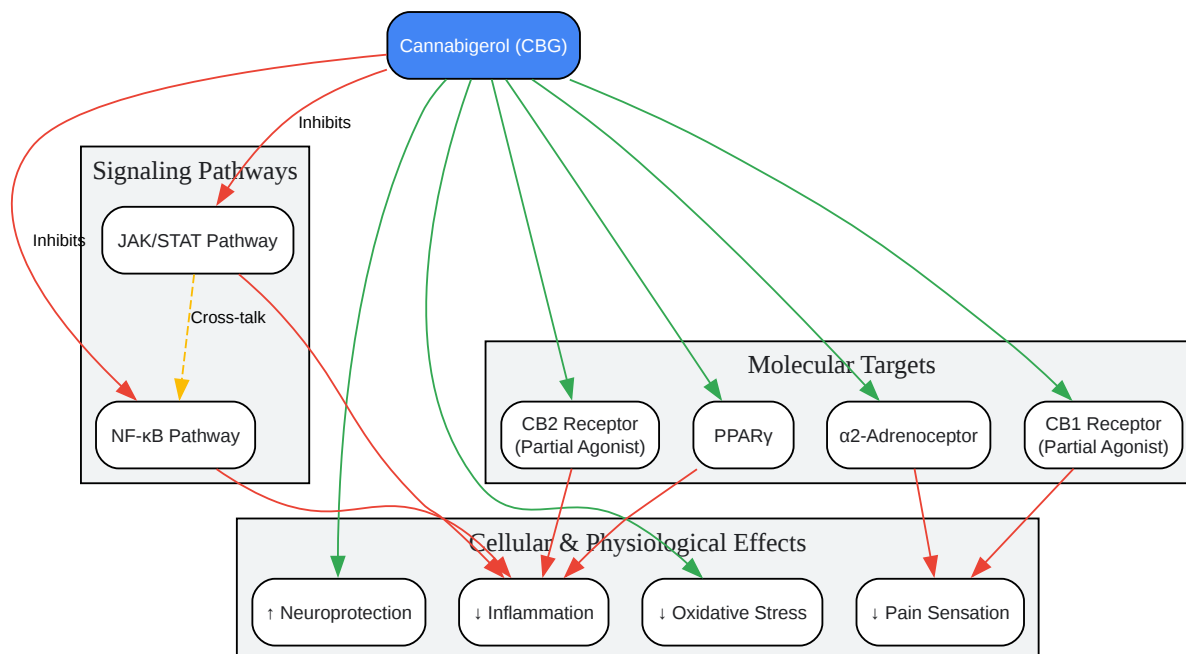 Cannabigerol (CBG)
Inhibits
Signaling Pathways
JAK/STAT Pathway
Inhibits
Cross-talk
Molecular Targets
NF-κB Pathway
CB2 Receptor
(Partial Agonist)
PPARγ
α2-Adrenoceptor
CB1 Receptor
(Partial Agonist)
Cellular & Physiological Effects
↑ Neuroprotection
↓ Inflammation
↓ Oxidative Stress
↓ Pain Sensation